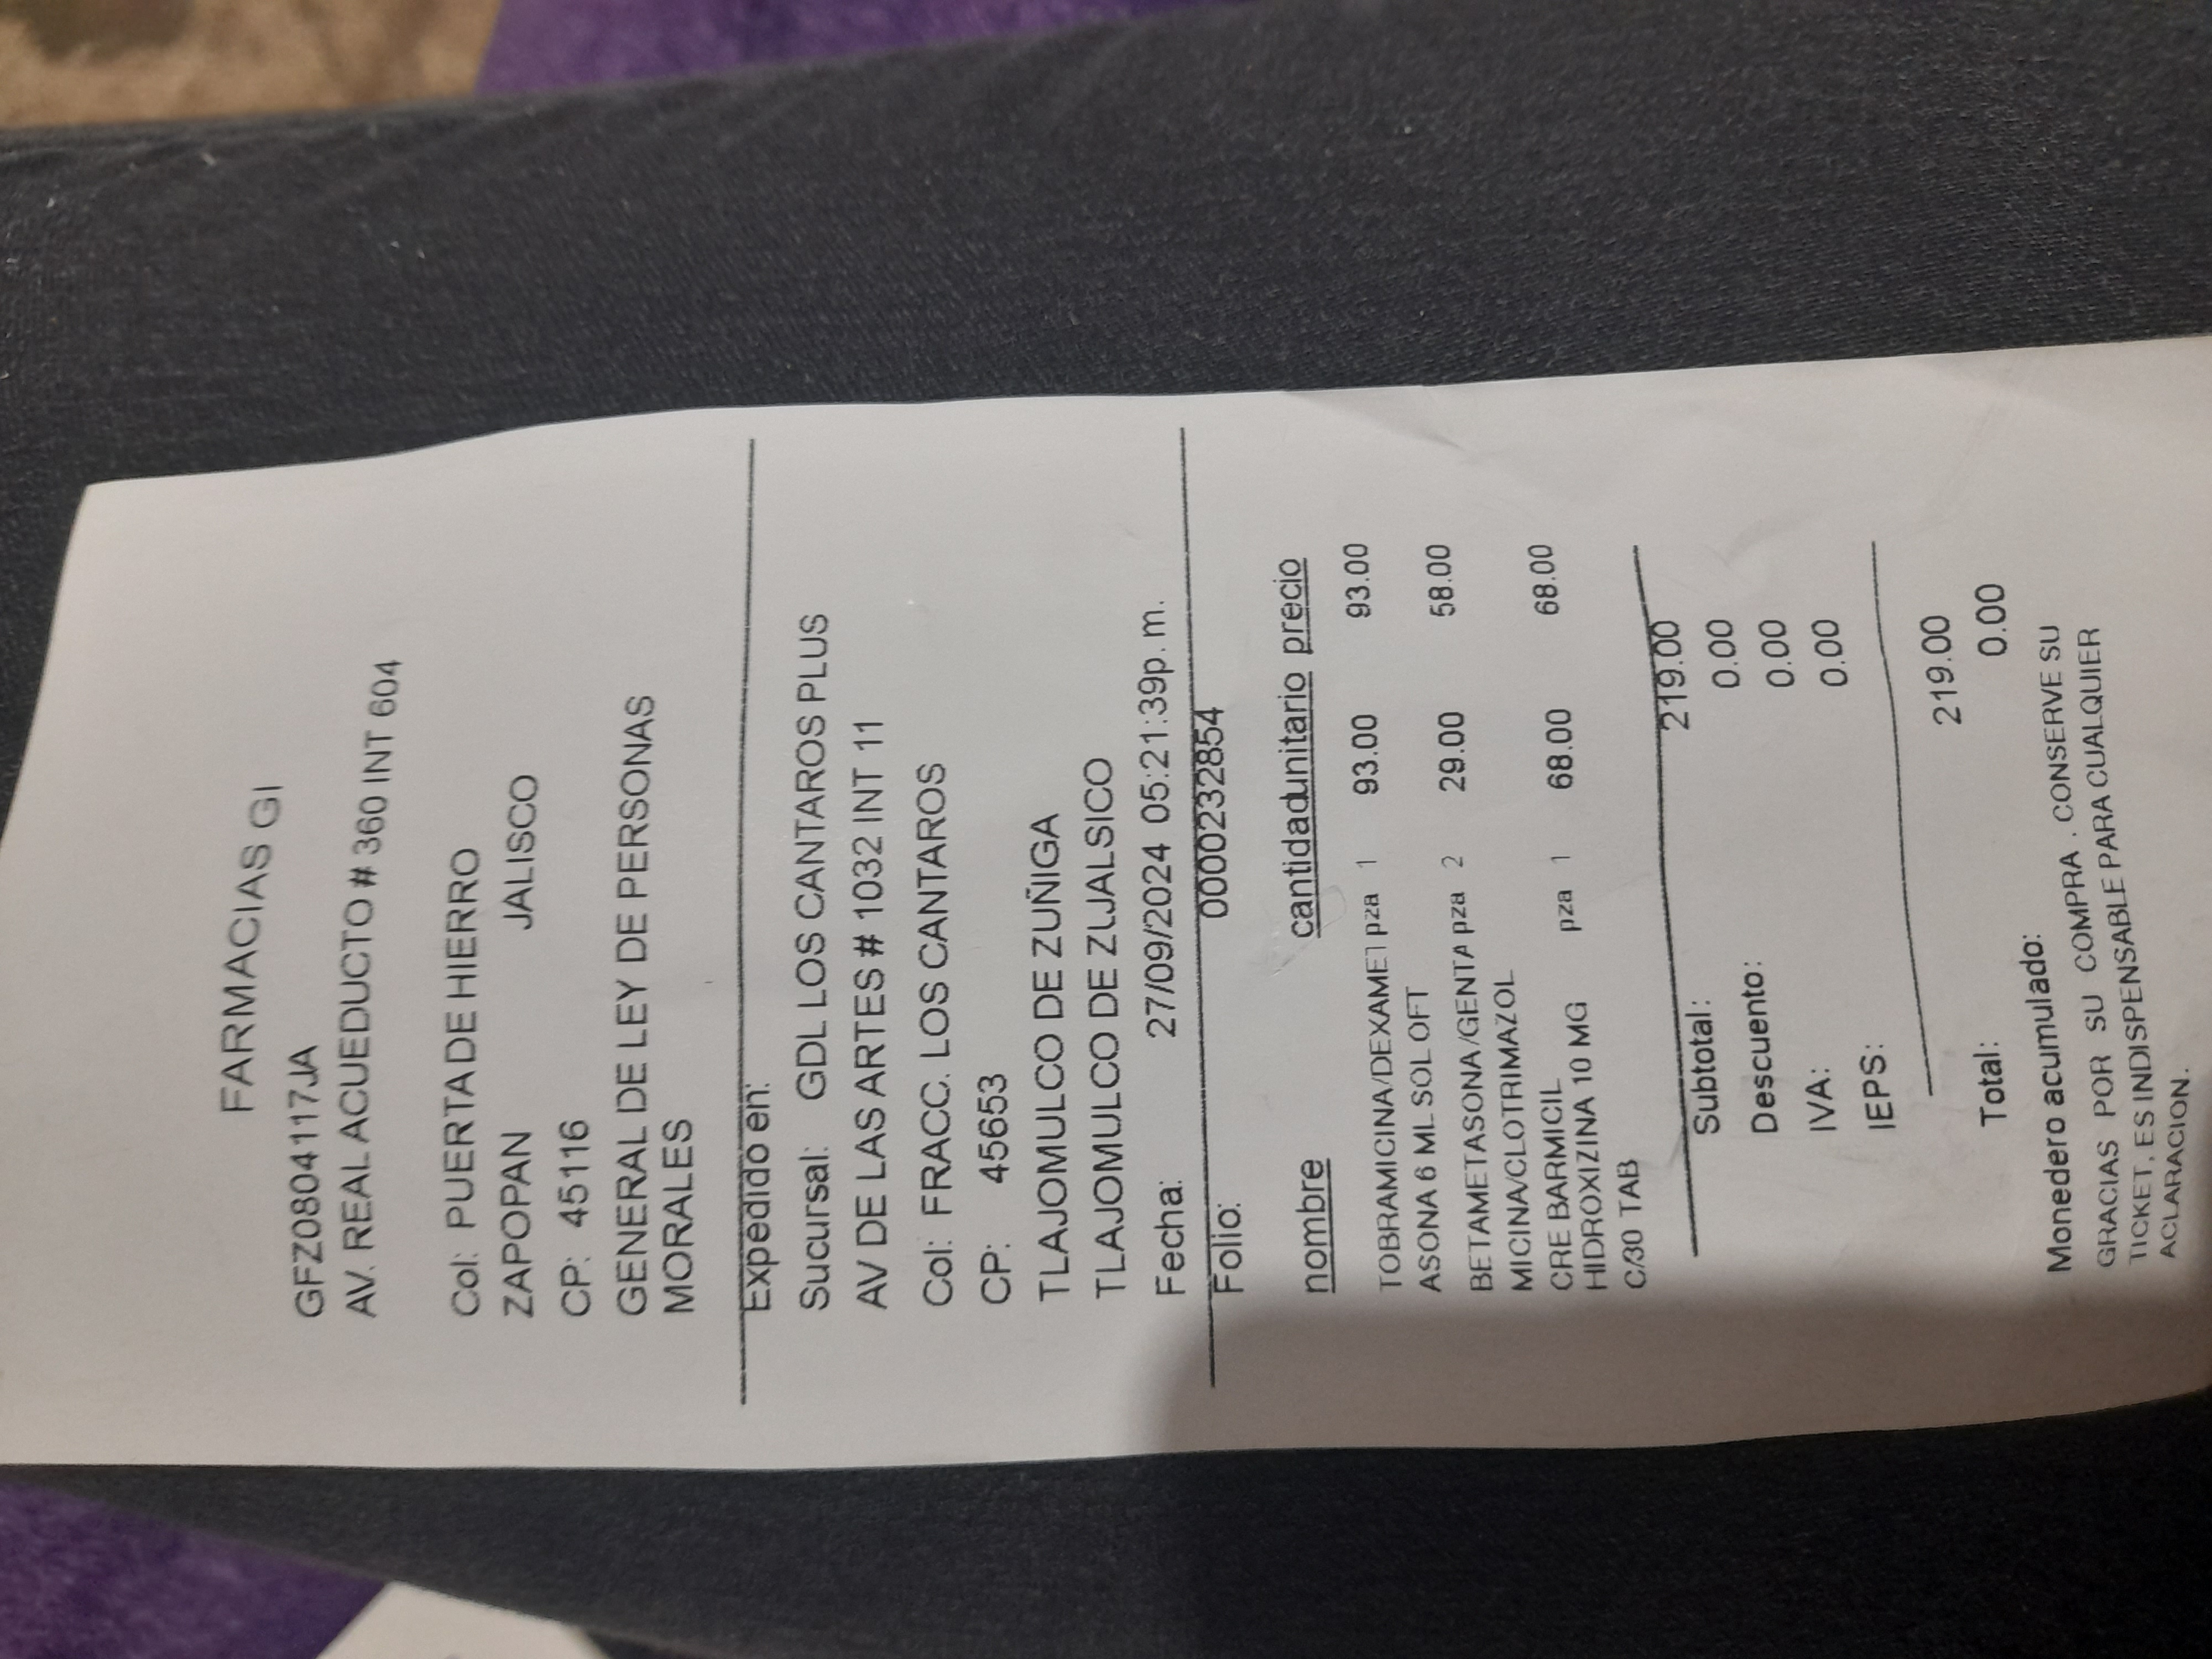 FARMACIAS GI
GFZ0804117JA
AV. REAL ACUEDUCTO # 360 INT 604
Col: PUERTA DE HIERRO
ZAPOPAN JALISCO
CP: 45116
GENERAL DE LEY DE PERSONAS
MORALES
Expedido en:
Sucursal: GDL LOS CANTAROS PLUS
AV DE LAS ARTES # 1032 INT 11
Col: FRACC. LOS CANTAROS
CP: 45653
TLAJOMULCO DE ZUÑIGA
TLAJOMULCO DE ZUJALSICO
Fecha: 27/09/2024 05:21:39p. m.
Folio: 0000232854
nombre cantidadunitario precio
TOBRAMICINA/DEXAMET pza 1 93.00 93.00
ASONA 6 ML SOL OFT
BETAMETASONA/GENTA pza 2 29.00 58.00
MICINA/CLOTRIMAZOL
CRE BARMICIL pza 1 68.00 68.00
HIDROXIZINA 10 MG
C/30 TAB
219.00
Subtotal: 0.00
Descuento: 0.00
IVA: 0.00
IEPS:
219.00
Total: 0.00
Monedero acumulado:
GRACIAS POR SU COMPRA . CONSERVE SU
TICKET. ES INDISPENSABLE PARA CUALQUIER
ACLARACION.